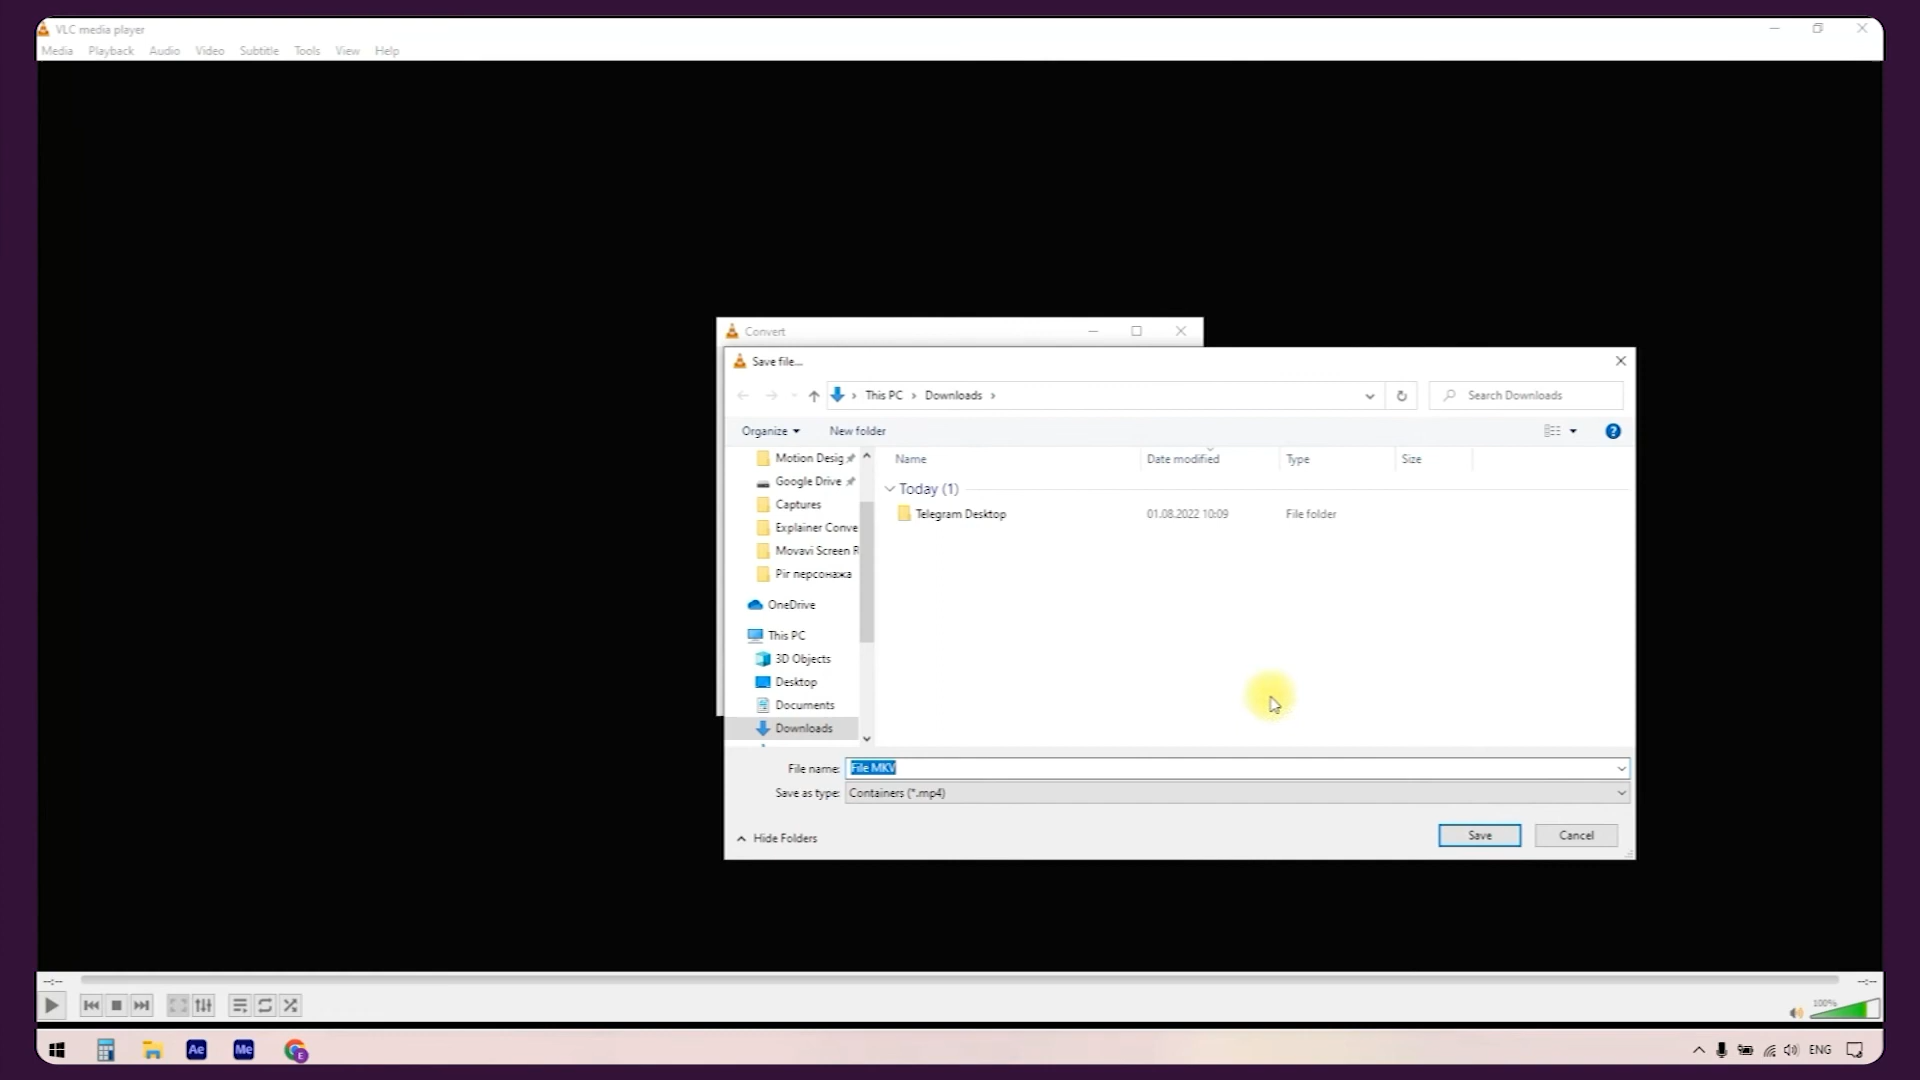 VLC media player
Media Playback Audio Video Subtitle Tools View Help
Convert
Save file...
This PC Downloads
Search Downloads
Organize New folder
Motion Desig
Google Drive
Captures
Explainer Conve
Movavi Screen R
Ріг персонажа
OneDrive
This PC
3D Objects
Desktop
Documents
Downloads
Name Date modified Type Size
Today (1)
Telegram Desktop 01.08.2022 10:09 File folder
File name: File MKV
Save as type: Containers (*.mp4)
Hide Folders
Save Cancel
--:-- --:--
100%
Ae Me E ENG